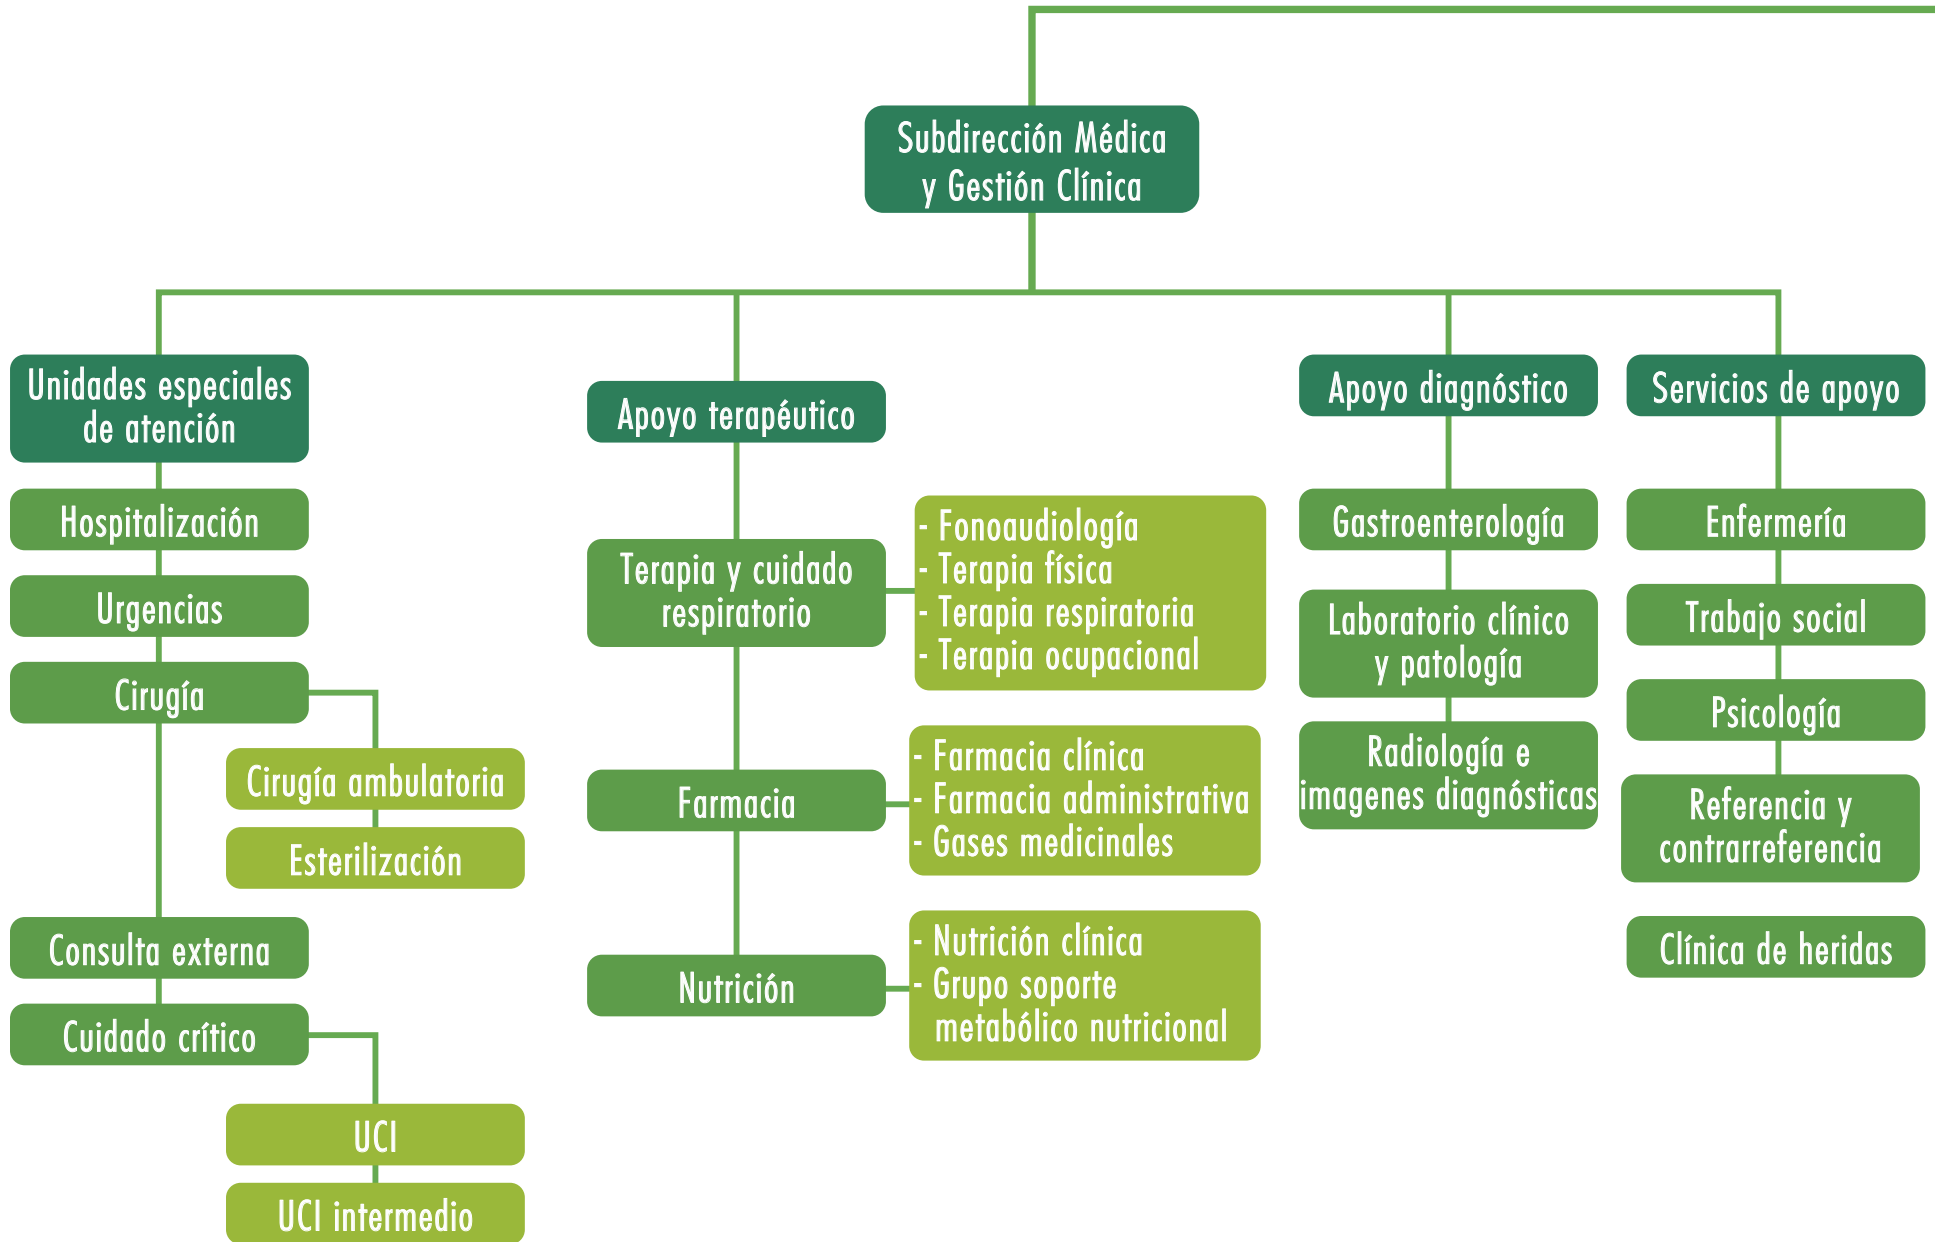 Subdirección Médica
y Gestión Clínica
Unidades especiales
de atención
Hospitalización
Urgencias
Cirugía
Cirugía ambulatoria
Esterilización
Consulta externa
Cuidado crítico
UCI
UCI intermedio
Apoyo terapéutico
Terapia y cuidado
respiratorio
- Fonoaudiología
- Terapia física
- Terapia respiratoria
- Terapia ocupacional
Farmacia
- Farmacia clínica
- Farmacia administrativa
- Gases medicinales
Nutrición
- Nutrición clínica
- Grupo soporte
metabólico nutricional
Apoyo diagnóstico
Gastroenterología
Laboratorio clínico
y patología
Radiología e
imagenes diagnósticas
Servicios de apoyo
Enfermería
Trabajo social
Psicología
Referencia y
contrarreferencia
Clínica de heridas